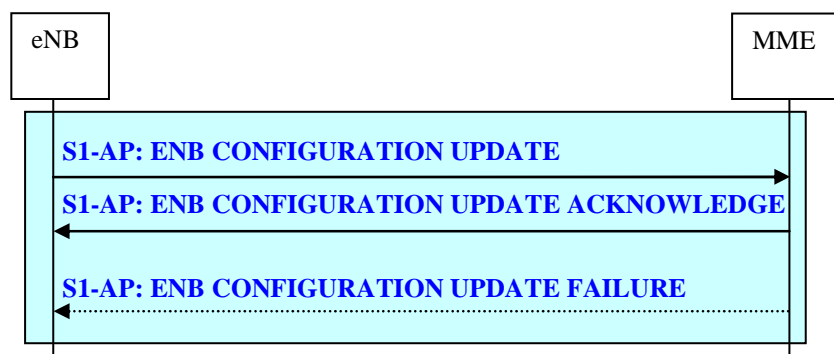 eNB
MME
S1-AP: ENB CONFIGURATION UPDATE
S1-AP: ENB CONFIGURATION UPDATE ACKNOWLEDGE
S1-AP: ENB CONFIGURATION UPDATE FAILURE